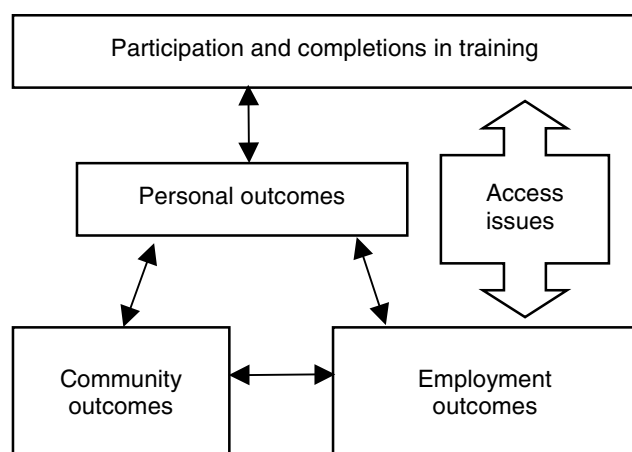 Participation and completions in training
Personal outcomes
Access
issues
Community
outcomes
Employment
outcomes